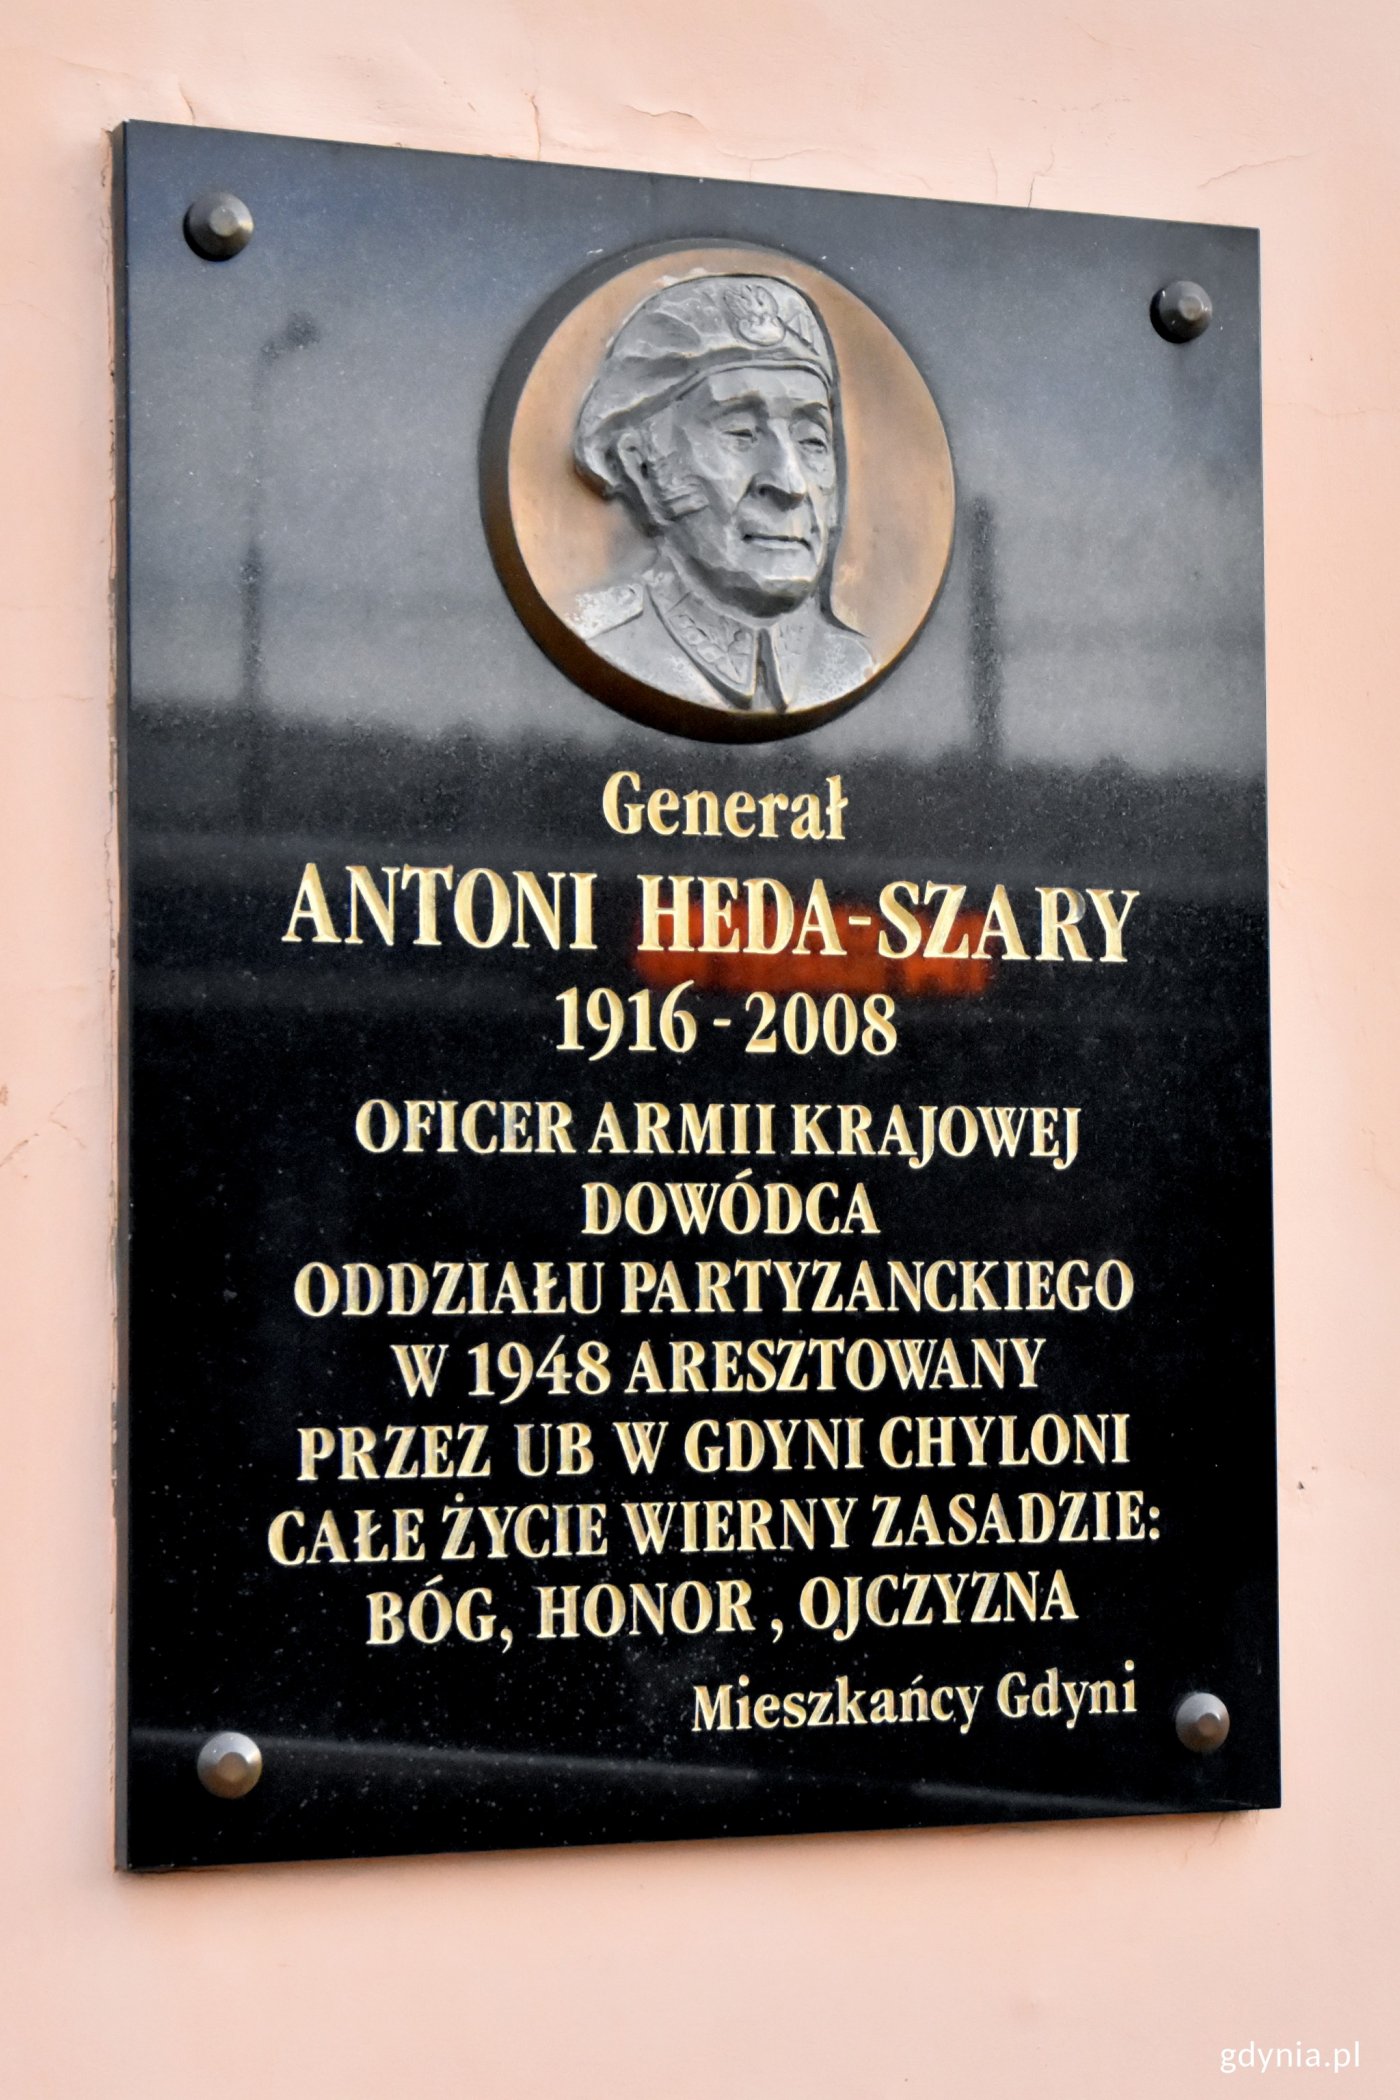 Generał
ANTONI HEDA-SZARY
1916 - 2008
OFICER ARMII KRAJOWEJ
DOWÓDCA
ODDZIAŁU PARTYZANCKIEGO
W 1948 ARESZTOWANY
PRZEZ UB W GDYNI CHYLONI
CAŁE ŻYCIE WIERNY ZASADZIE:
BÓG, HONOR , OJCZYZNA
Mieszkańcy Gdyni
gdynia.pl